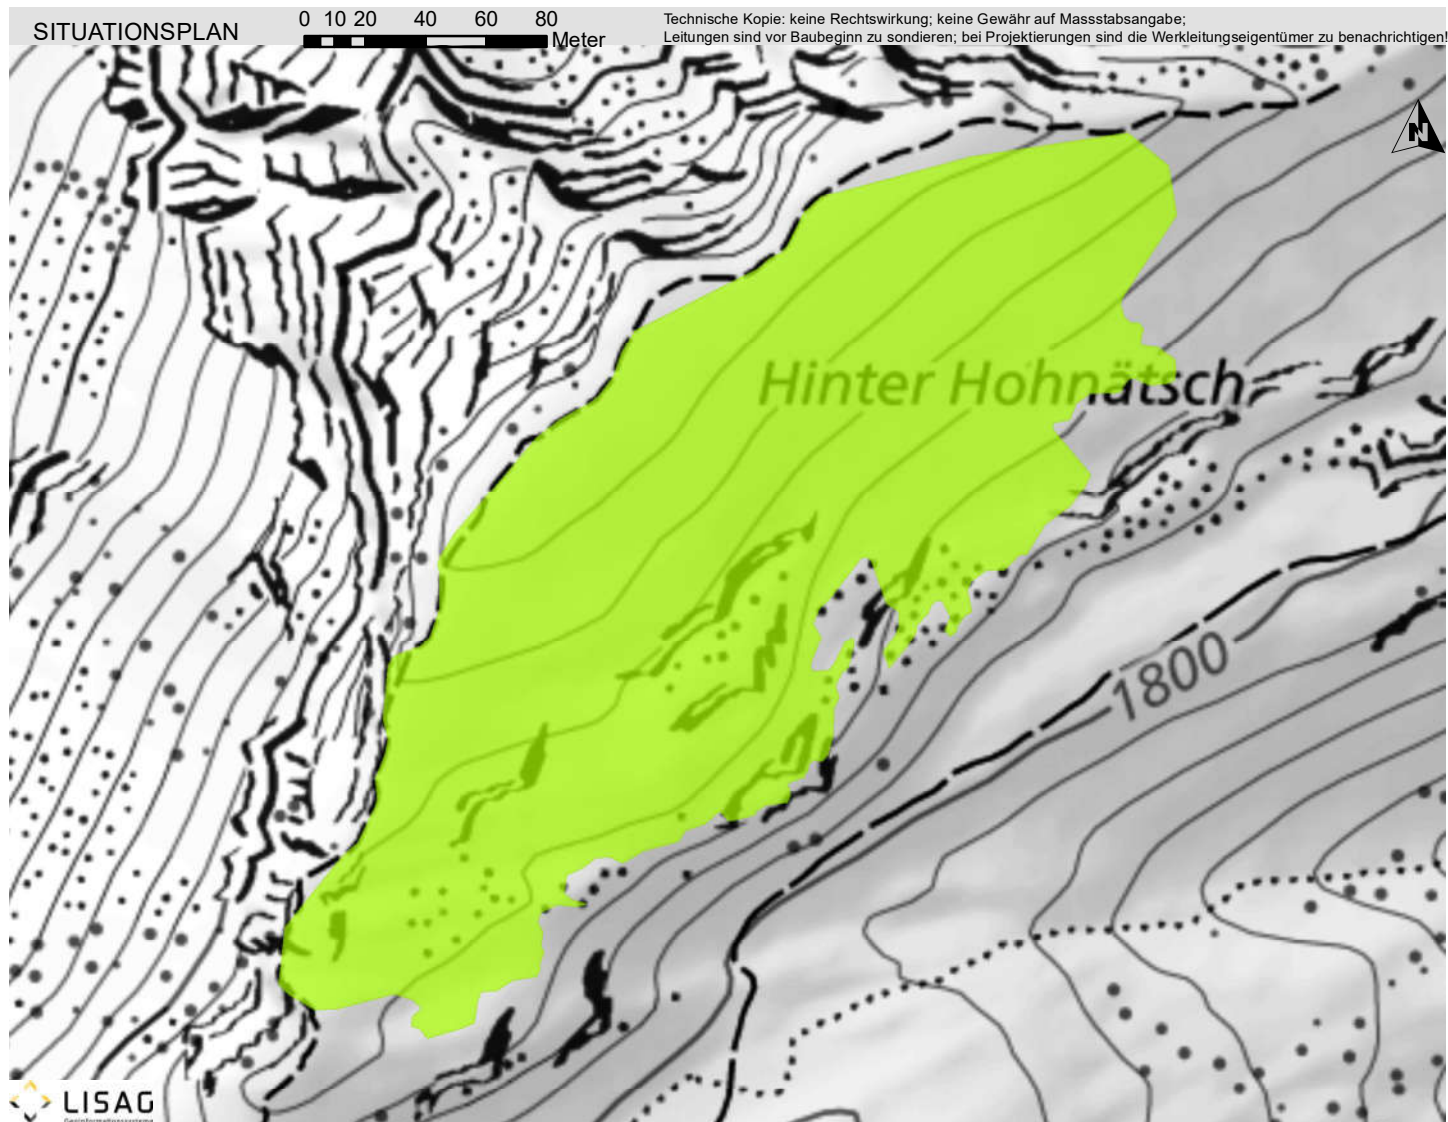 SITUATIONSPLAN
0 10 20 40 60 80
Meter
Technische Kopie: keine Rechtswirkung; keine Gewähr auf Massstabsangabe;
Leitungen sind vor Baubeginn zu sondieren; bei Projektierungen sind die Werkleitungseigentümer zu benachrichtigen!
N
Hinter Hohnätsch
1800
LISAG
Geoinformationssysteme